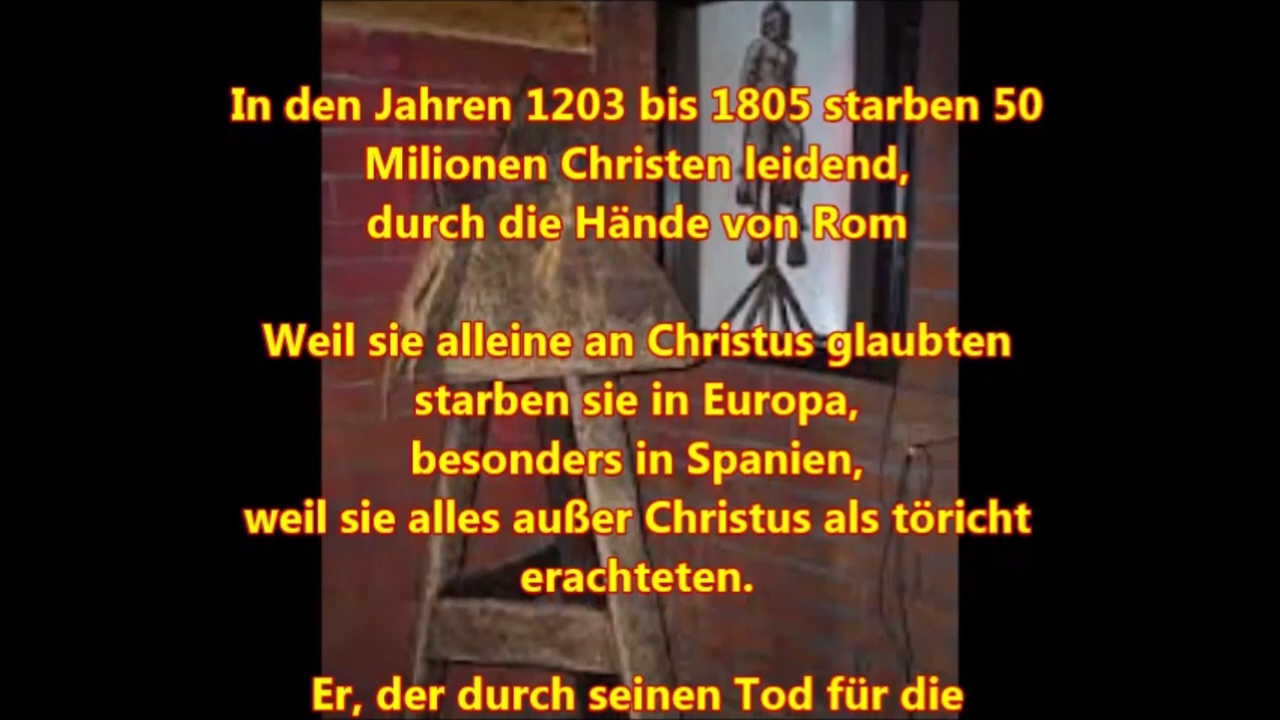 In den Jahren 1203 bis 1805 starben 50
Milionen Christen leidend,
durch die Hände von Rom
Weil sie alleine an Christus glaubten
starben sie in Europa,
besonders in Spanien,
weil sie alles außer Christus als töricht
erachteten.
Er, der durch seinen Tod für die